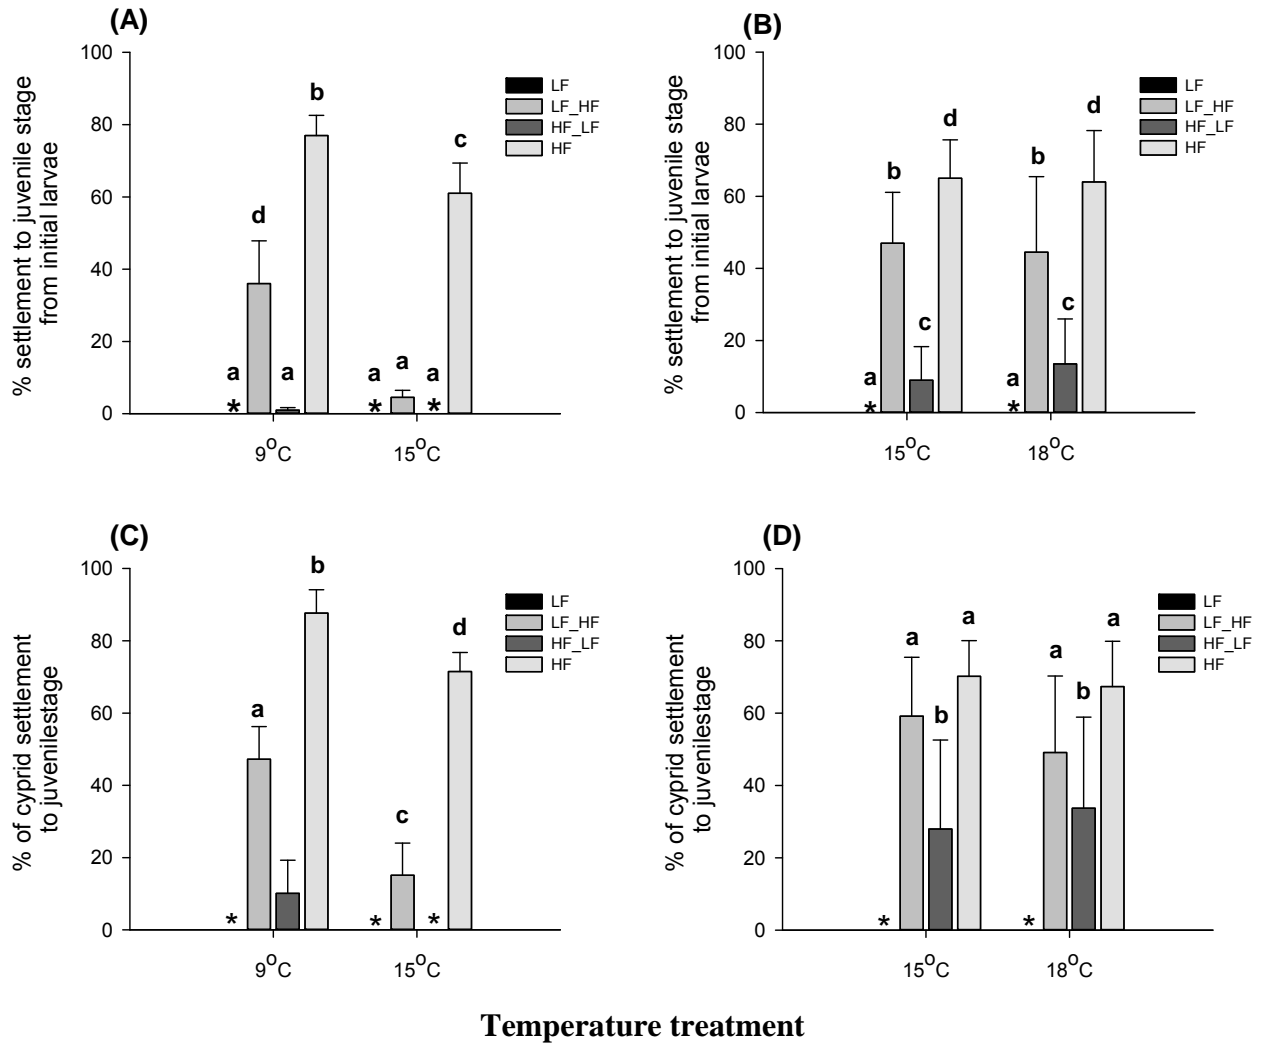 (A)
% settlement to juvenile stage
from initial larvae
100
80
60
40
20
0
LF
LF_HF
HF_LF
HF
a
*
d
a
b
a
*
a
a
*
c
9°C
15°C
(B)
% settlement to juvenile stage
from initial larvae
100
80
60
40
20
0
LF
LF_HF
HF_LF
HF
a
*
b
c
d
a
*
b
c
d
15°C
18°C
(C)
% of cyprid settlement
to juvenilestage
100
80
60
40
20
0
LF
LF_HF
HF_LF
HF
*
a
b
*
c
*
d
9°C
15°C
(D)
% of cyprid settlement
to juvenilestage
100
80
60
40
20
0
LF
LF_HF
HF_LF
HF
*
a
b
a
*
a
b
a
15°C
18°C
Temperature treatment